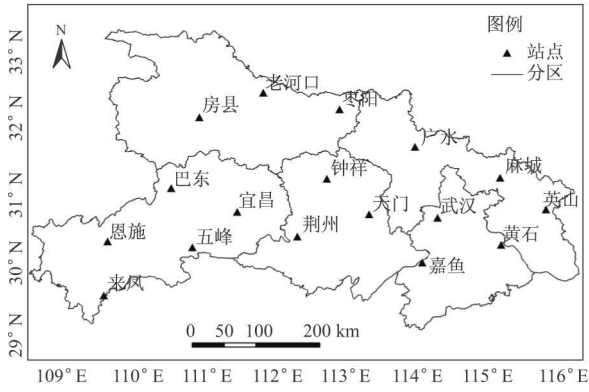 N
图例
站点
分区
33° N
32° N
31° N
30° N
29° N
老河口
枣阳
房县
广水
钟祥
麻城
巴东
宜昌
天门
武汉
英山
恩施
五峰
荆州
黄石
嘉鱼
来凤
0 50 100 200 km
109° E 110° E 111° E 112° E 113° E 114° E 115° E 116° E